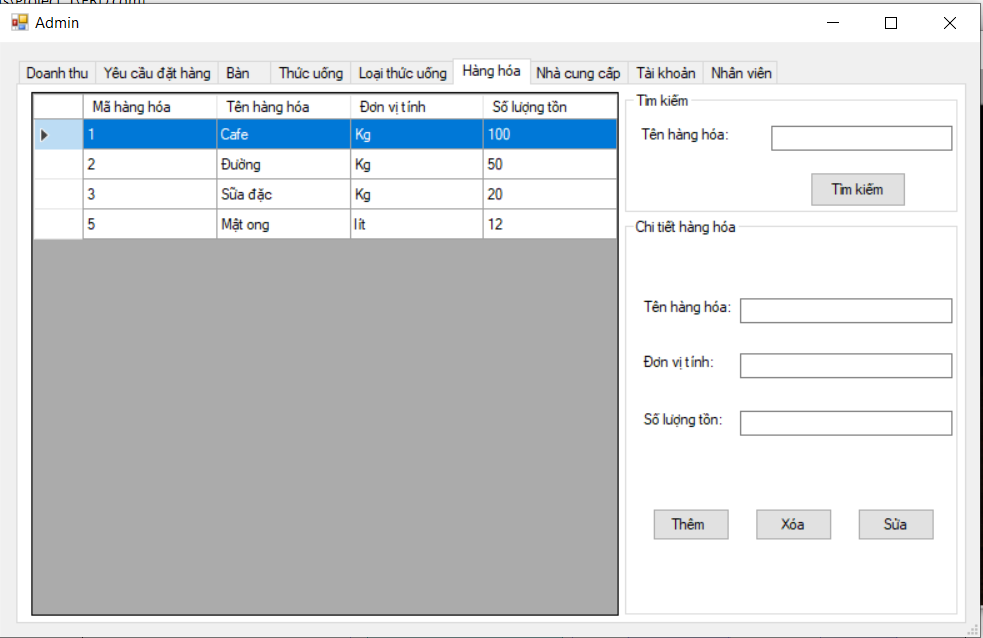 Admin
Doanh thu Yêu cầu đặt hàng Bàn Thức uống Loại thức uống Hàng hóa Nhà cung cấp Tài khoản Nhân viên
Mã hàng hóa Tên hàng hóa Đơn vị tính Số lượng tồn
1 Cafe Kg 100
2 Đường Kg 50
3 Sữa đặc Kg 20
5 Mật ong lít 12
Tìm kiếm
Tên hàng hóa:
Tìm kiếm
Chi tiết hàng hóa
Tên hàng hóa:
Đơn vị tính:
Số lượng tồn:
Thêm Xóa Sửa